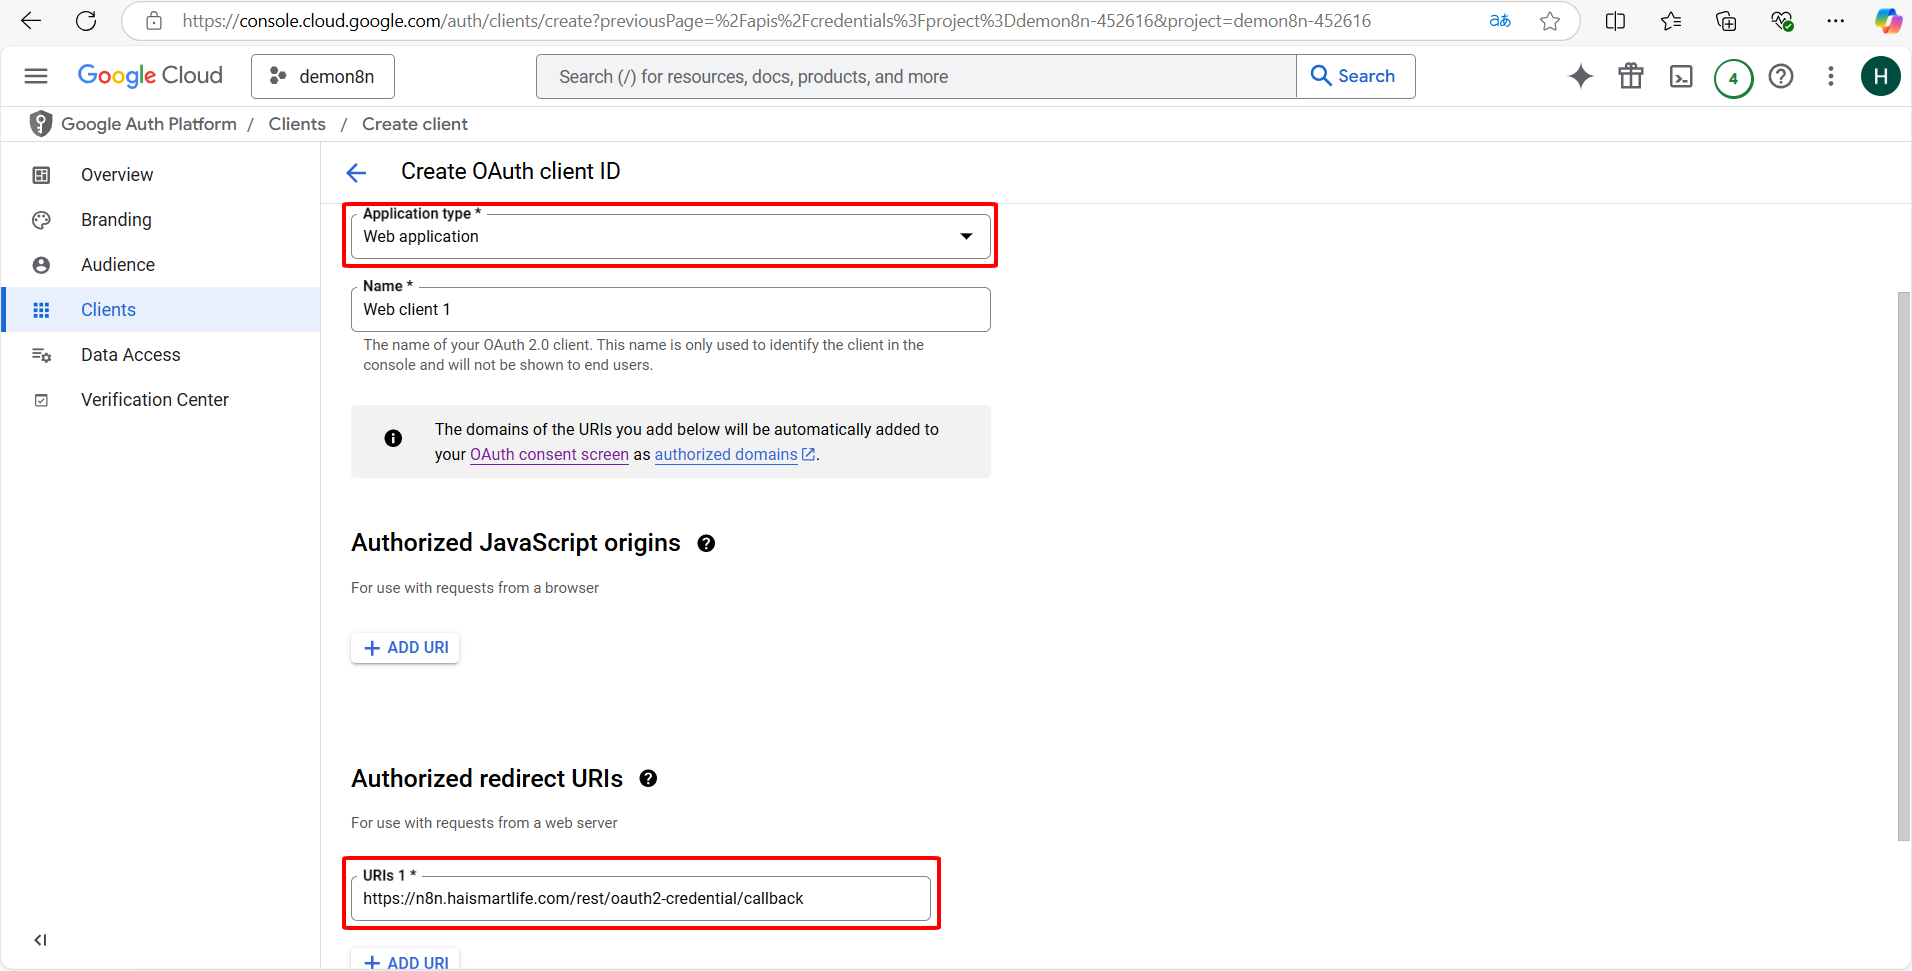 https://console.cloud.google.com/auth/clients/create?previousPage=%2Fapis%2Fcredentials%3Fproject%3Ddemon8n-452616&project=demon8n-452616
aあ
Google Cloud
demon8n
Search (/) for resources, docs, products, and more
Search
4
H
Google Auth Platform / Clients / Create client
Overview
Branding
Audience
Clients
Data Access
Verification Center
Create OAuth client ID
Application type *
Web application
Name *
Web client 1
The name of your OAuth 2.0 client. This name is only used to identify the client in the
console and will not be shown to end users.
The domains of the URIs you add below will be automatically added to
your OAuth consent screen as authorized domains.
Authorized JavaScript origins
For use with requests from a browser
+ ADD URI
Authorized redirect URIs
For use with requests from a web server
URIs 1 *
https://n8n.haismartlife.com/rest/oauth2-credential/callback
+ ADD URI